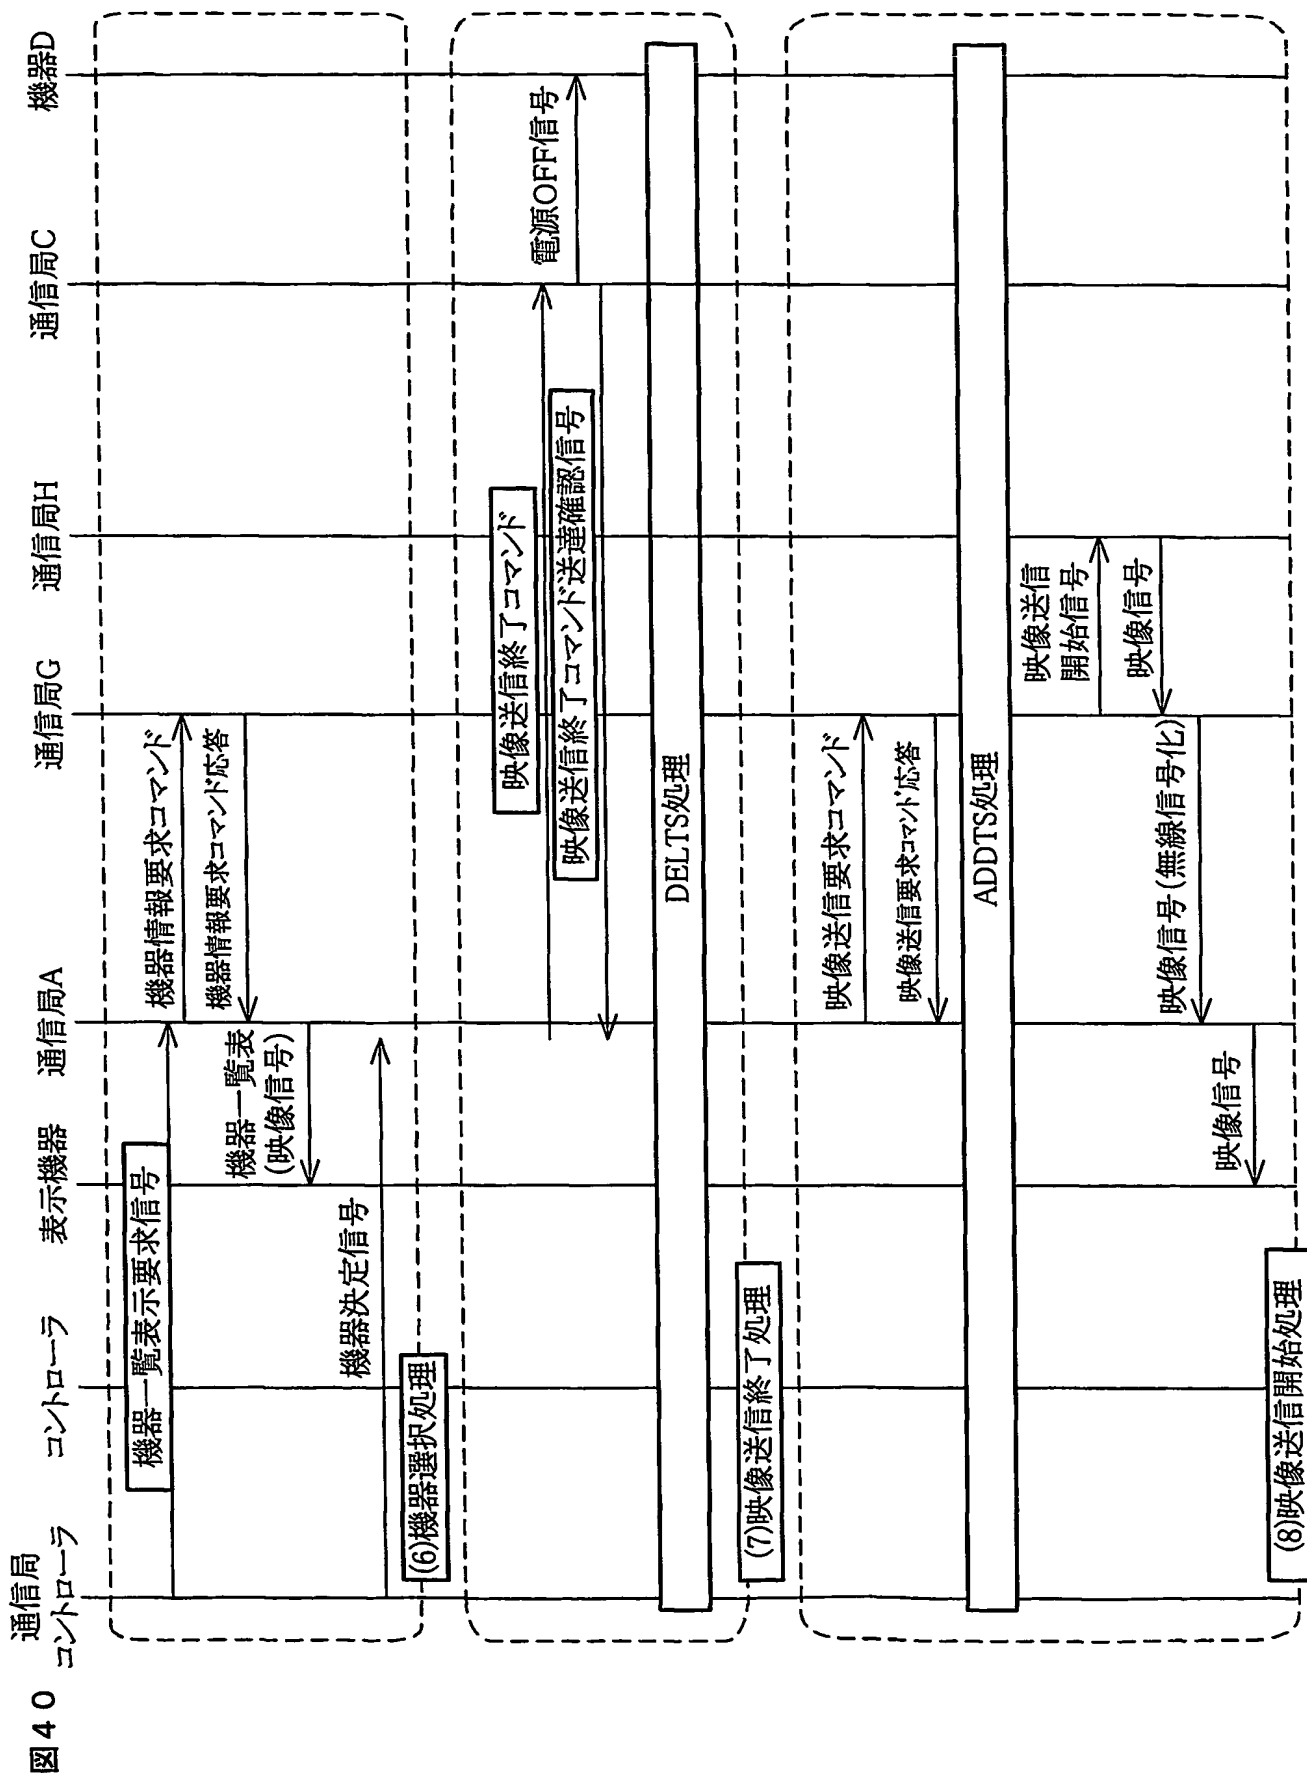 図40
通信局
コントローラ
コントローラ
表示機器
通信局A
通信局G
通信局H
通信局C
機器D
機器一覧表示要求信号
機器情報要求コマンド
機器情報要求コマンド応答
機器一覧表
(映像信号)
機器決定信号
(6)機器選択処理
映像送信終了コマンド
電源OFF信号
映像送信終了コマンド送達確認信号
DELTS処理
(7)映像送信終了処理
映像送信要求コマンド
映像送信要求コマンド応答
ADDTS処理
映像送信
開始信号
映像信号
映像信号(無線信号化)
映像信号
(8)映像送信開始処理